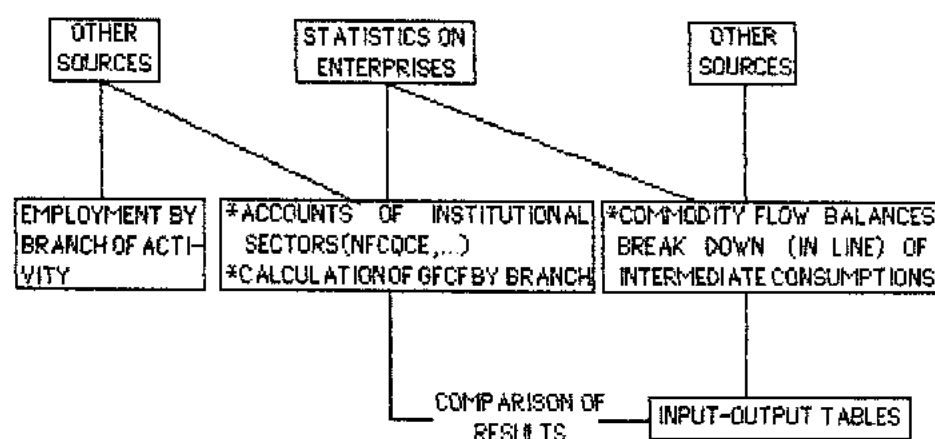 OTHER
SOURCES
STATISTICS ON
ENTERPRISES
OTHER
SOURCES
EMPLOYMENT BY
BRANCH OF ACTI-
VITY
*ACCOUNTS OF INSTITUTIONAL
SECTORS(NFCQCE,...)
*CALCULATION OF GFCF BY BRANCH
*COMMODITY FLOW BALANCES
BREAK DOWN (IN LINE) OF
INTERMEDIATE CONSUMPTIONS
COMPARISON OF
RESULTS
INPUT-OUTPUT TABLES